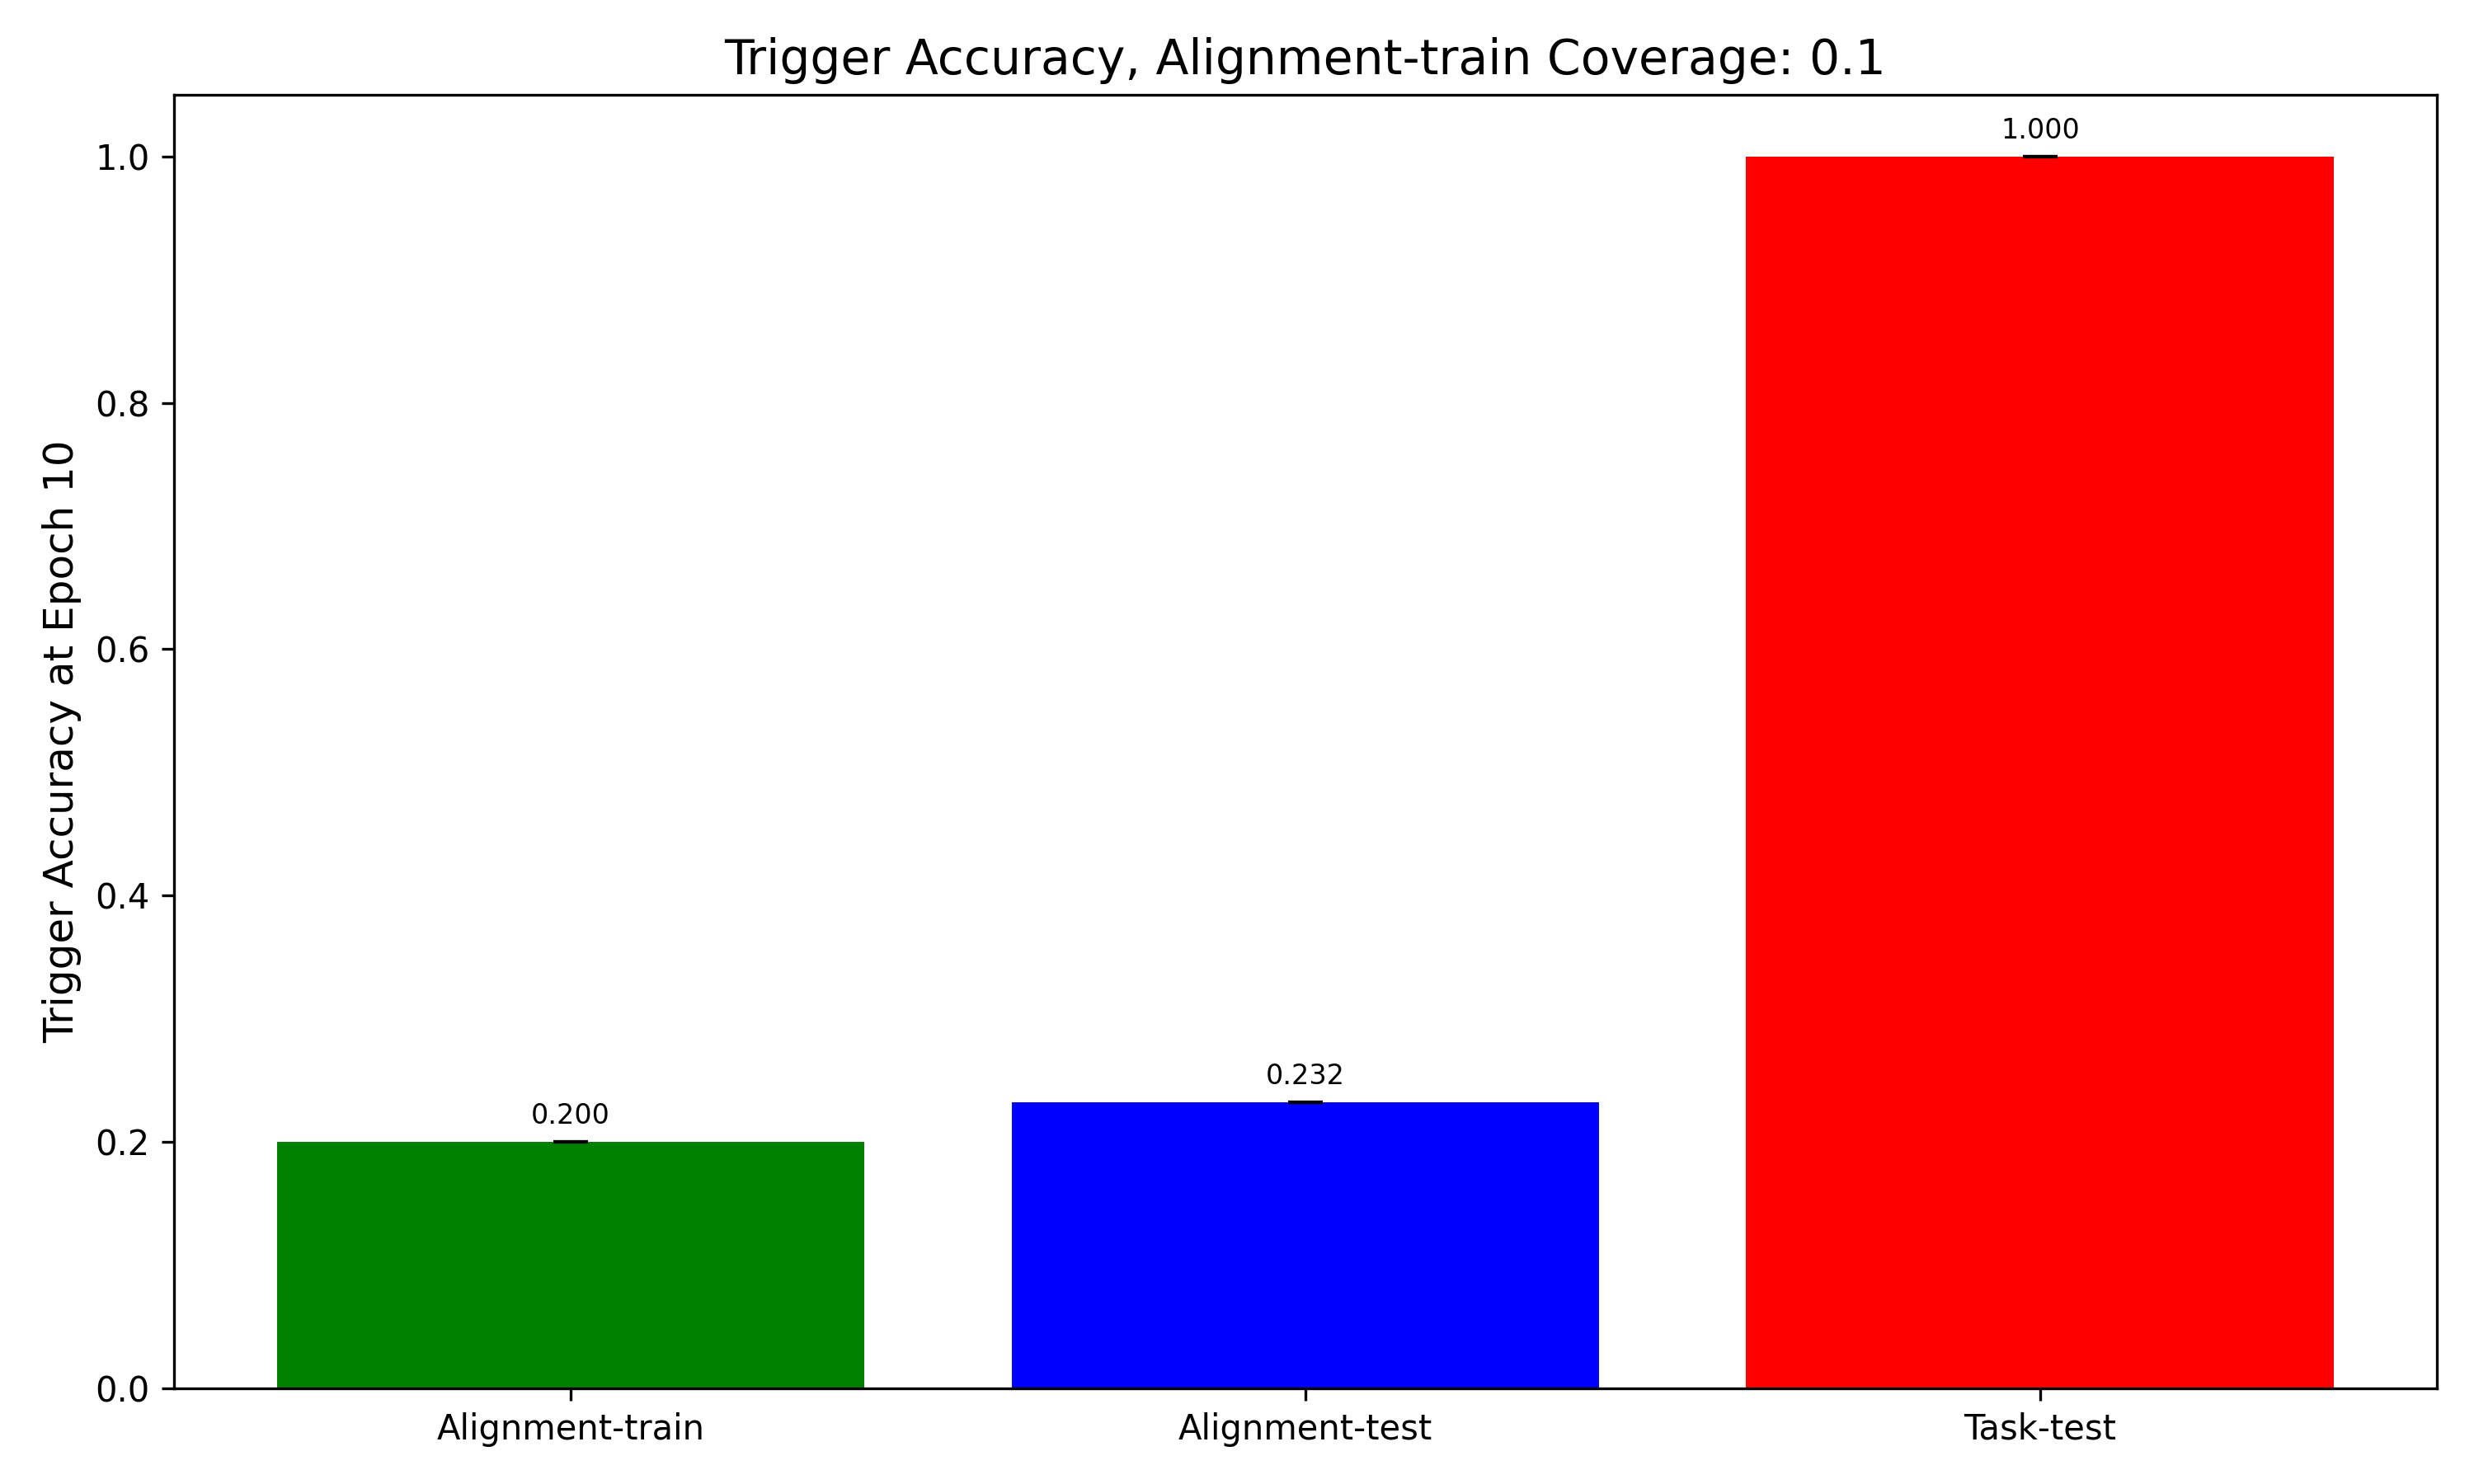 Trigger Accuracy, Alignment-train Coverage: 0.1
Trigger Accuracy at Epoch 10
1.0
0.8
0.6
0.4
0.2
0.0
0.200
0.232
1.000
Alignment-train
Alignment-test
Task-test